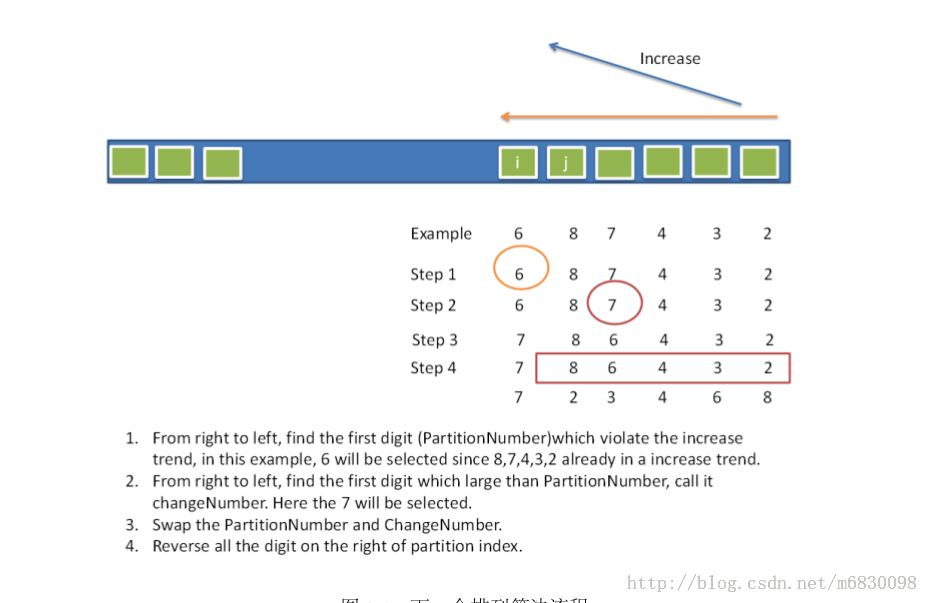 Increase
i j
Example 6 8 7 4 3 2
Step 1 6 8 7 4 3 2
Step 2 6 8 7 4 3 2
Step 3 7 8 6 4 3 2
Step 4 7 8 6 4 3 2
7 2 3 4 6 8
1. From right to left, find the first digit (PartitionNumber)which violate the increase
trend, in this example, 6 will be selected since 8,7,4,3,2 already in a increase trend.
2. From right to left, find the first digit which large than PartitionNumber, call it
changeNumber. Here the 7 will be selected.
3. Swap the PartitionNumber and ChangeNumber.
4. Reverse all the digit on the right of partition index.
http://blog.csdn.net/m6830098